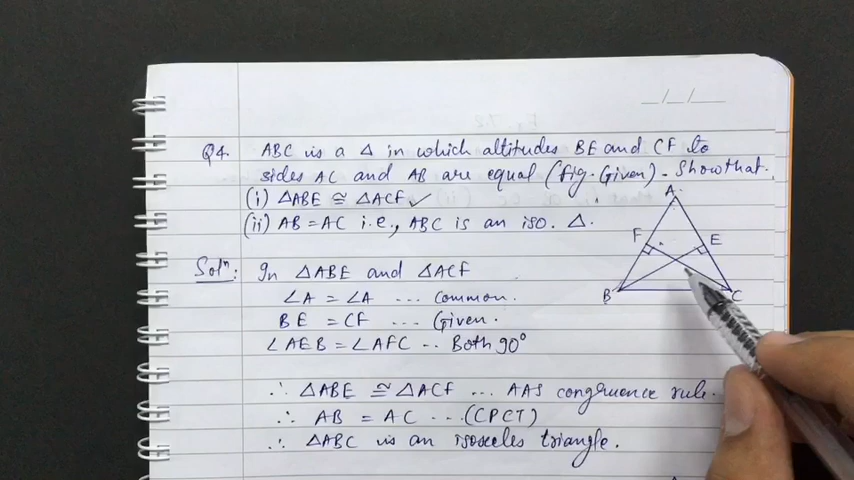 _/_/_
Q4. ABC is a Δ in which altitudes BE and CF to
sides AC and AB are equal (fig. Given). Show that.
(i) ΔABE ≅ ΔACF ✓
(ii) AB = AC i.e., ABC is an iso. Δ.
A
F
E
B
C
Solⁿ: In ΔABE and ΔACF
∠A = ∠A ... Common.
BE = CF ... Given.
∠AEB = ∠AFC .. Both 90°
∴ ΔABE ≅ ΔACF ... AAS congruence rule.
∴ AB = AC ... (CPCT)
∴ ΔABC is an isosceles triangle.